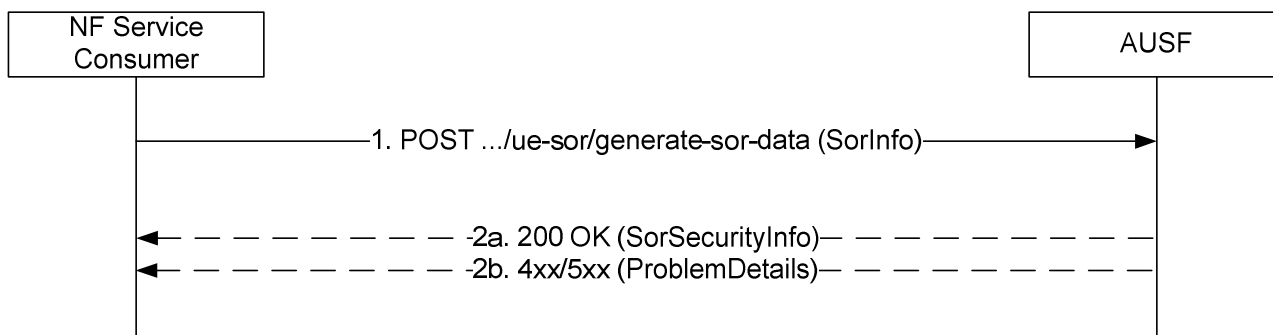 NF Service
Consumer
AUSF
1. POST .../ue-sor/generate-sor-data (SorInfo)
2a. 200 OK (SorSecurityInfo)
2b. 4xx/5xx (ProblemDetails)